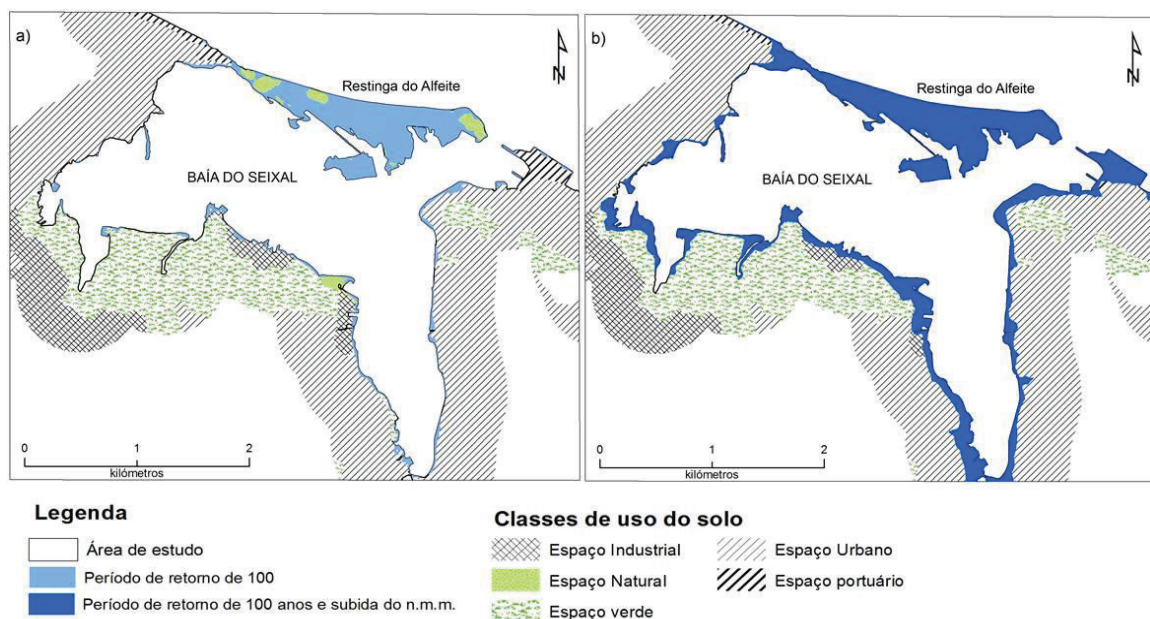 a)
Restinga do Alfeite
N
BAÍA DO SEIXAL
0 1 2
kilómetros
b)
Restinga do Alfeite
N
BAÍA DO SEIXAL
0 1 2
kilómetros
Legenda
Área de estudo
Período de retorno de 100
Período de retorno de 100 anos e subida do n.m.m.
Classes de uso do solo
Espaço Industrial
Espaço Natural
Espaço verde
Espaço Urbano
Espaço portuário